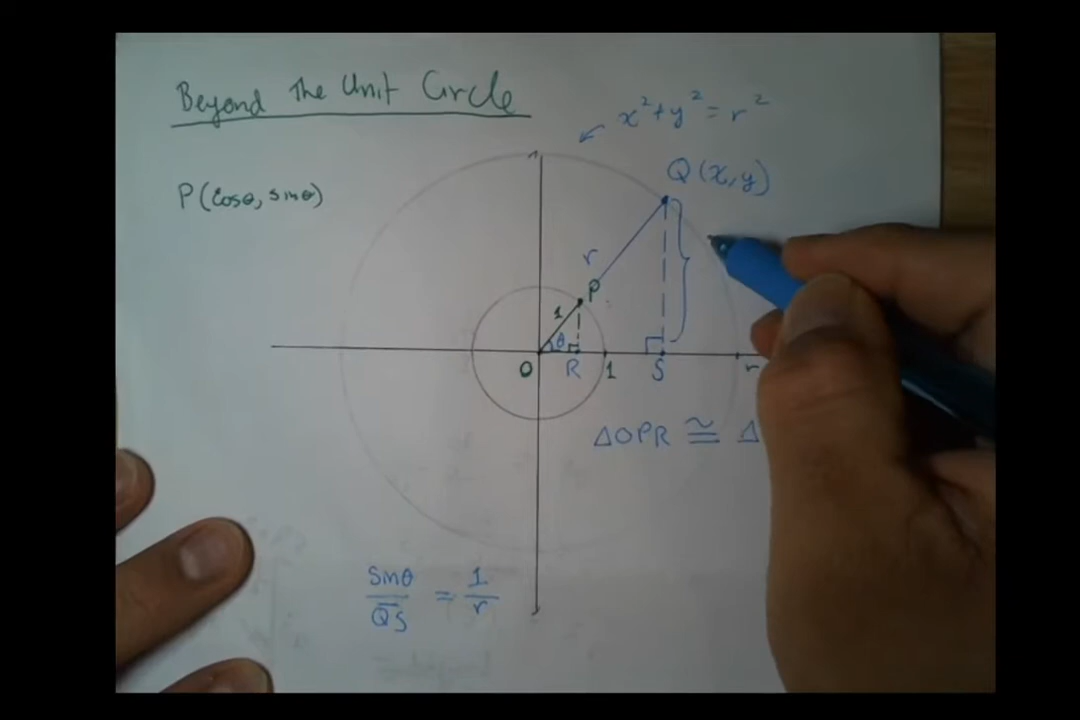 Beyond The Unit Circle
x²+y²=r²
P(Cosθ, sinθ)
Q(x,y)
r
P
1
θ
O
R
1
S
r
ΔOPR ≅ Δ
Sinθ/QS = 1/r